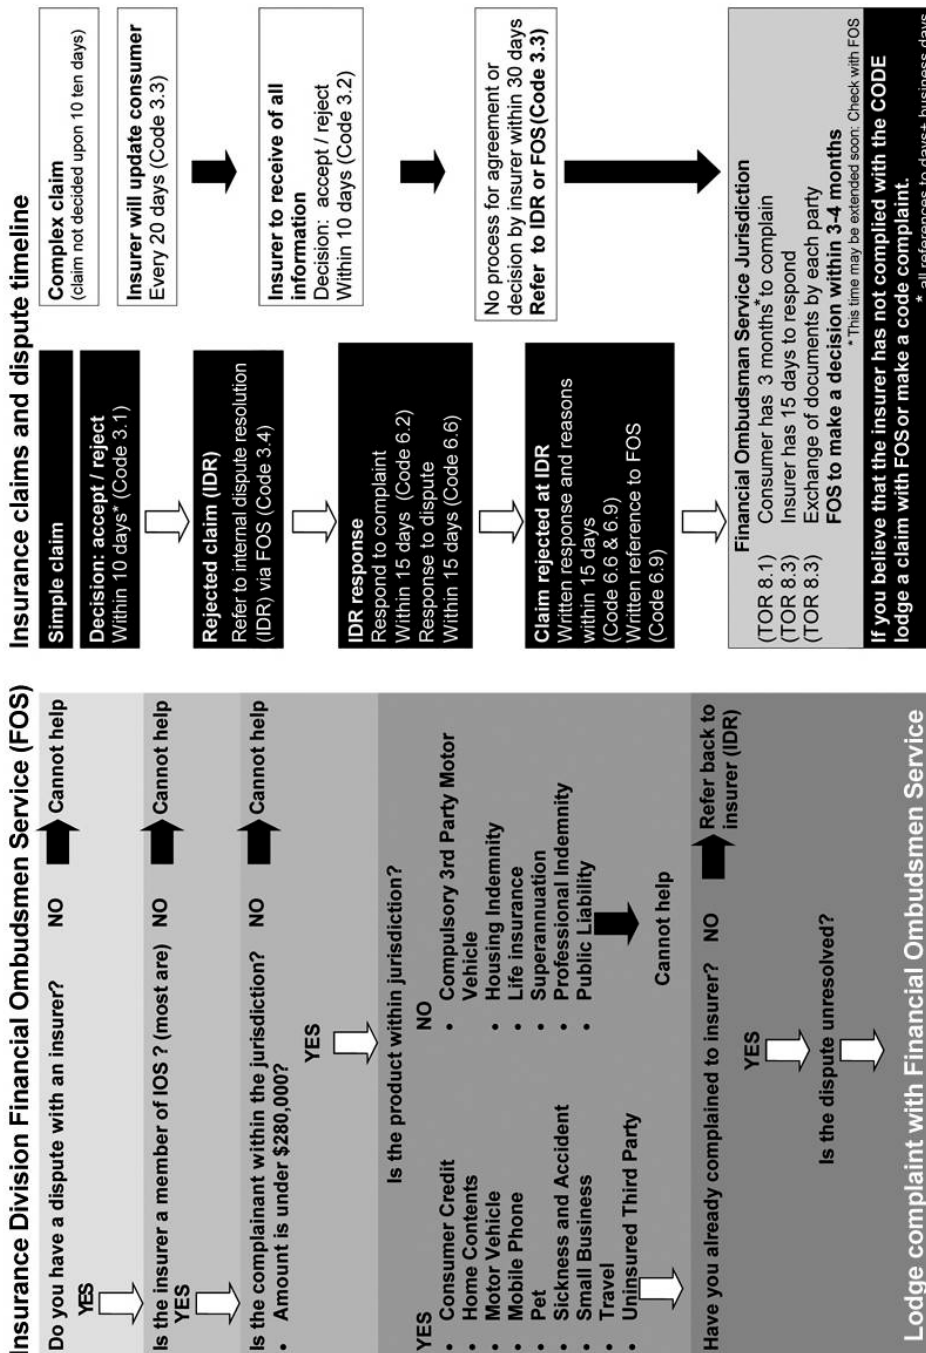 Insurance Division Financial Ombudsmen Service (FOS)
Do you have a dispute with an insurer?
NO
Cannot help
YES
Is the insurer a member of IOS ? (most are)
NO
Cannot help
YES
Is the complainant within the jurisdiction?
NO
Cannot help
• Amount is under $280,000?
YES
Is the product within jurisdiction?
YES
• Consumer Credit
• Home Contents
• Motor Vehicle
• Mobile Phone
• Pet
• Sickness and Accident
• Small Business
• Travel
• Uninsured Third Party
NO
• Compulsory 3rd Party Motor
Vehicle
• Housing Indemnity
• Life insurance
• Superannuation
• Professional Indemnity
• Public Liability
Cannot help
Have you already complained to insurer?
NO
Refer back to
insurer (IDR)
YES
Is the dispute unresolved?
Lodge complaint with Financial Ombudsmen Service
Insurance claims and dispute timeline
Simple claim
Decision: accept / reject
Within 10 days* (Code 3.1)
Rejected claim (IDR)
Refer to internal dispute resolution
(IDR) via FOS (Code 3.4)
IDR response
Respond to complaint
Within 15 days (Code 6.2)
Response to dispute
Within 15 days (Code 6.6)
Claim rejected at IDR
Written response and reasons
within 15 days
(Code 6.6 & 6.9)
Written reference to FOS
(Code 6.9)
Complex claim
(claim not decided upon 10 ten days)
Insurer will update consumer
Every 20 days (Code 3.3)
Insurer to receive of all
information
Decision: accept / reject
Within 10 days (Code 3.2)
No process for agreement or
decision by insurer within 30 days
Refer to IDR or FOS (Code 3.3)
Financial Ombudsman Service Jurisdiction
(TOR 8.1) Consumer has 3 months* to complain
(TOR 8.3) Insurer has 15 days to respond
(TOR 8.3) Exchange of documents by each party
FOS to make a decision within 3-4 months
* This time may be extended soon: Check with FOS
If you believe that the insurer has not complied with the CODE
lodge a claim with FOS or make a code complaint.
* all references to days± business days